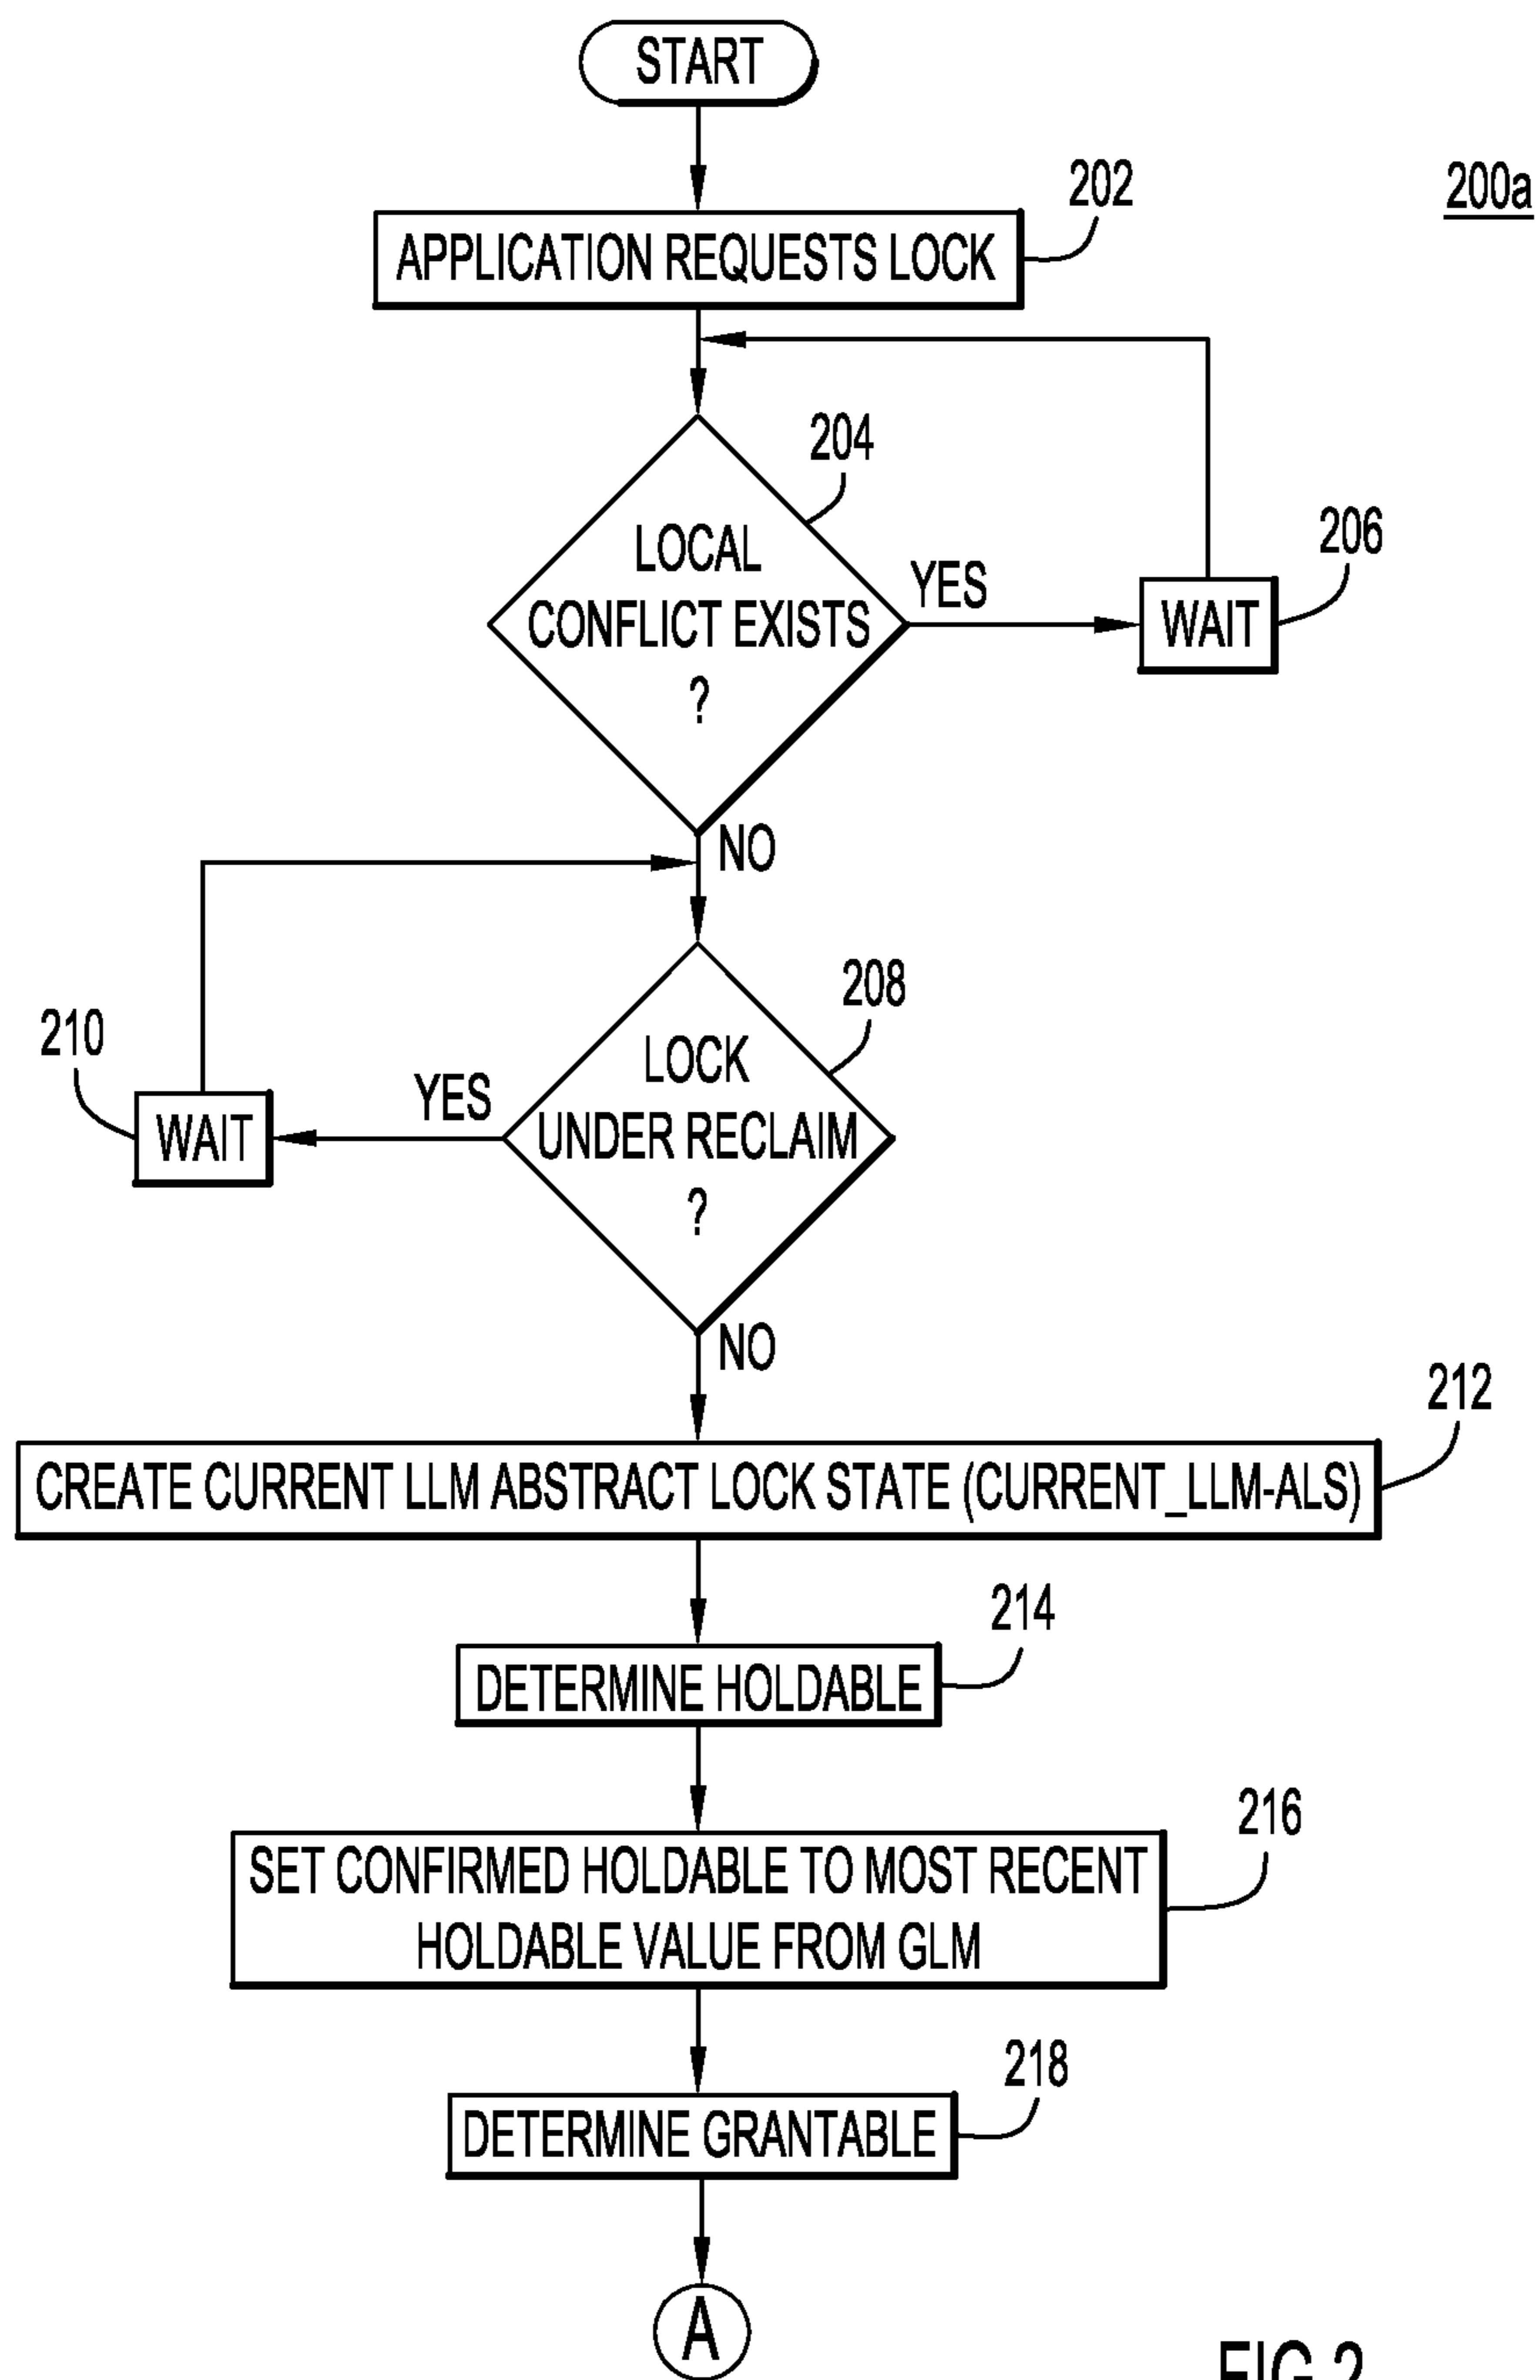 START
202
200a
APPLICATION REQUESTS LOCK
204
LOCAL
CONFLICT EXISTS
?
YES
206
WAIT
NO
208
210
LOCK
UNDER RECLAIM
?
YES
WAIT
NO
212
CREATE CURRENT LLM ABSTRACT LOCK STATE (CURRENT_LLM-ALS)
214
DETERMINE HOLDABLE
216
SET CONFIRMED HOLDABLE TO MOST RECENT
HOLDABLE VALUE FROM GLM
218
DETERMINE GRANTABLE
A
FIG.2